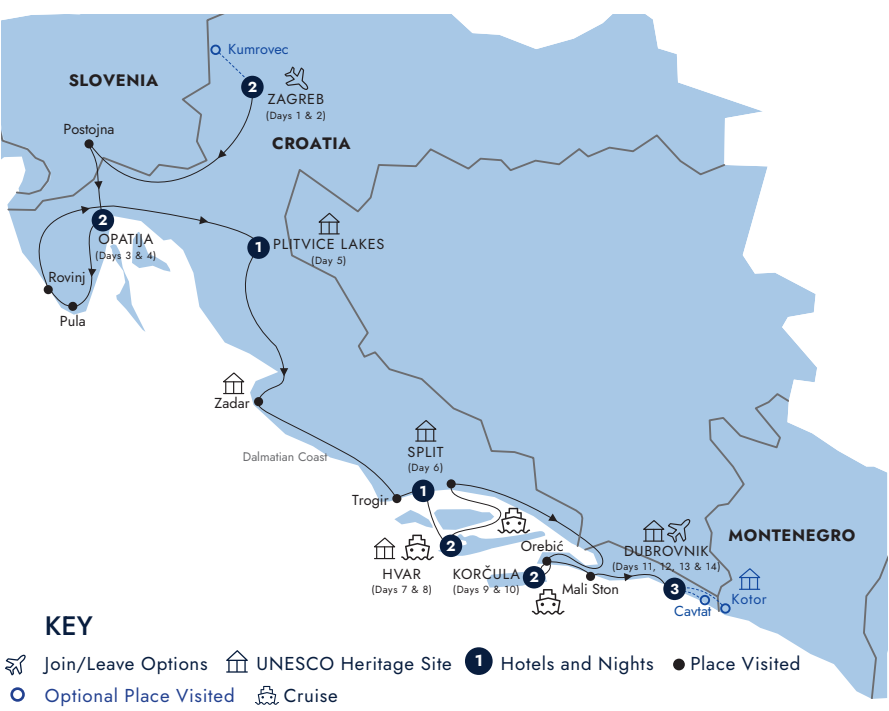 Kumrovec
SLOVENIA
2
ZAGREB
(Days 1 & 2)
Postojna
CROATIA
2
OPATIJA
(Days 3 & 4)
1
PLITVICE LAKES
(Day 5)
Rovinj
Pula
Zadar
Dalmatian Coast
SPLIT
(Day 6)
1
Trogir
2
HVAR
(Days 7 & 8)
Orebić
KORČULA
(Days 9 & 10)
2
Mali Ston
MONTENEGRO
DUBROVNIK
(Days 11, 12, 13 & 14)
3
Cavtat
Kotor
KEY
Join/Leave Options
UNESCO Heritage Site
1 Hotels and Nights
Place Visited
Optional Place Visited
Cruise